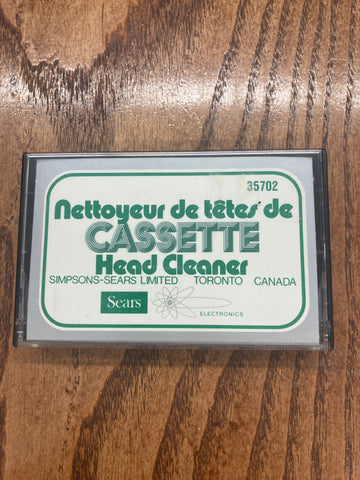 35702
Nettoyeur de têtes de
CASSETTE
Head Cleaner
SIMPSONS-SEARS LIMITED TORONTO CANADA
Sears
ELECTRONICS